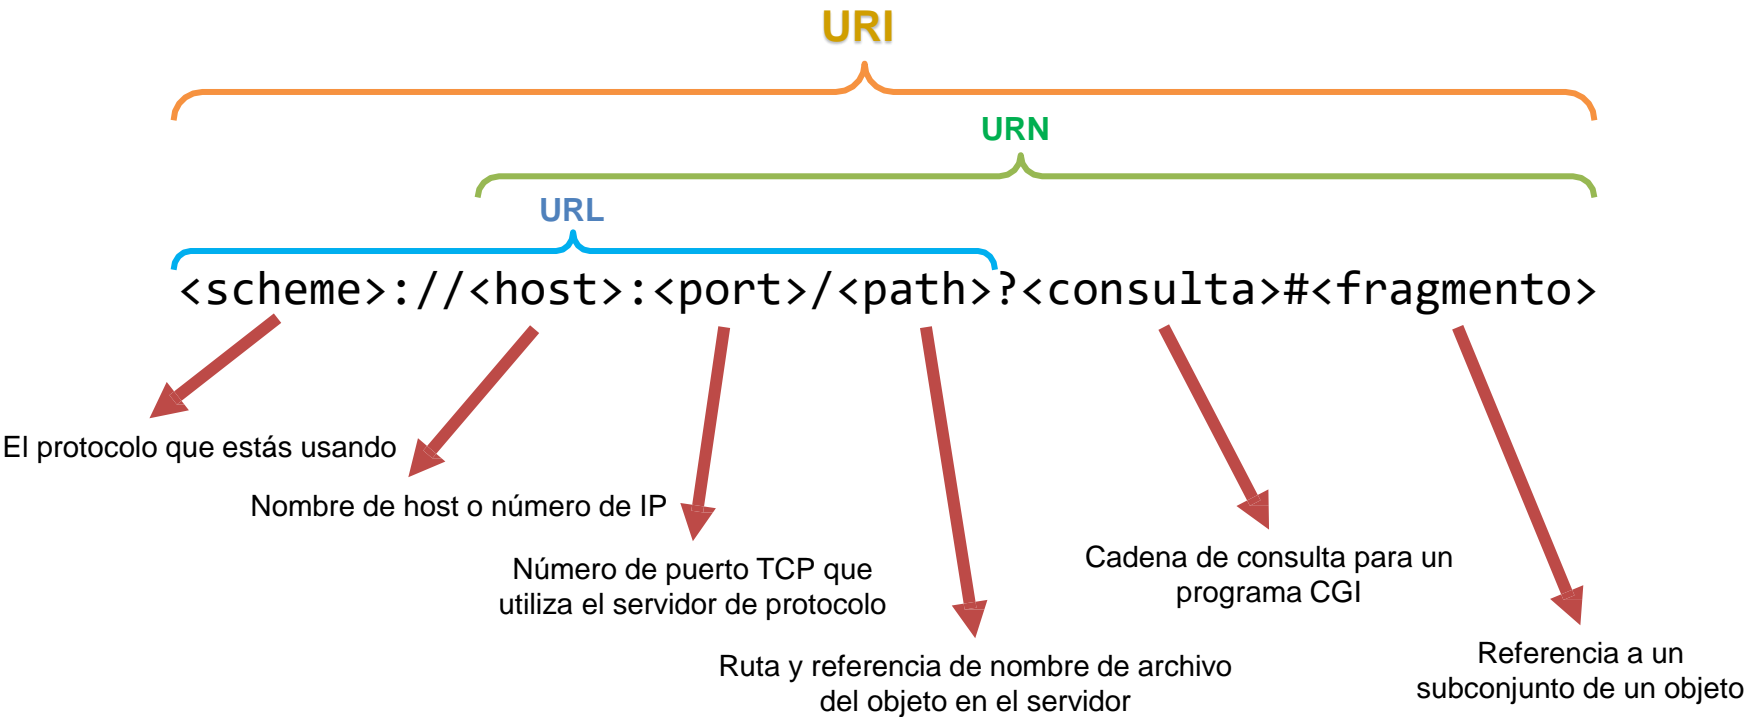 URI
URN
URL
<scheme>://<host>:<port>/<path>?<consulta>#<fragmento>
El protocolo que estás usando
Nombre de host o número de IP
Número de puerto TCP que
utiliza el servidor de protocolo
Ruta y referencia de nombre de archivo
del objeto en el servidor
Cadena de consulta para un
programa CGI
Referencia a un
subconjunto de un objeto